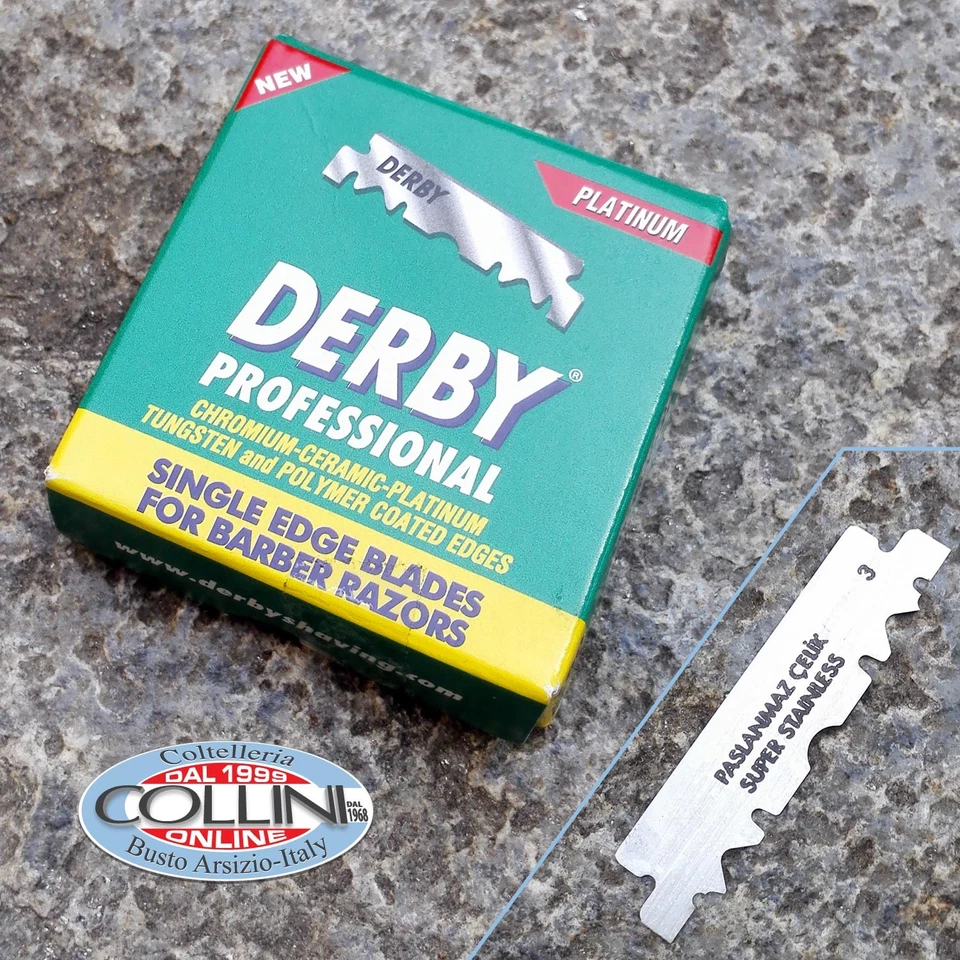 NEW
DERBY
PLATINUM
DERBY®
PROFESSIONAL
CHROMIUM-CERAMIC-PLATINUM
TUNGSTEN and POLYMER COATED EDGES
SINGLE EDGE BLADES
FOR BARBER RAZORS
www.derbyshaving.com
3
PASLANMAZ ÇELİK
SUPER STAINLESS
Coltelleria
DAL 1999
COLLINI DAL 1968
ONLINE
Busto Arsizio-Italy